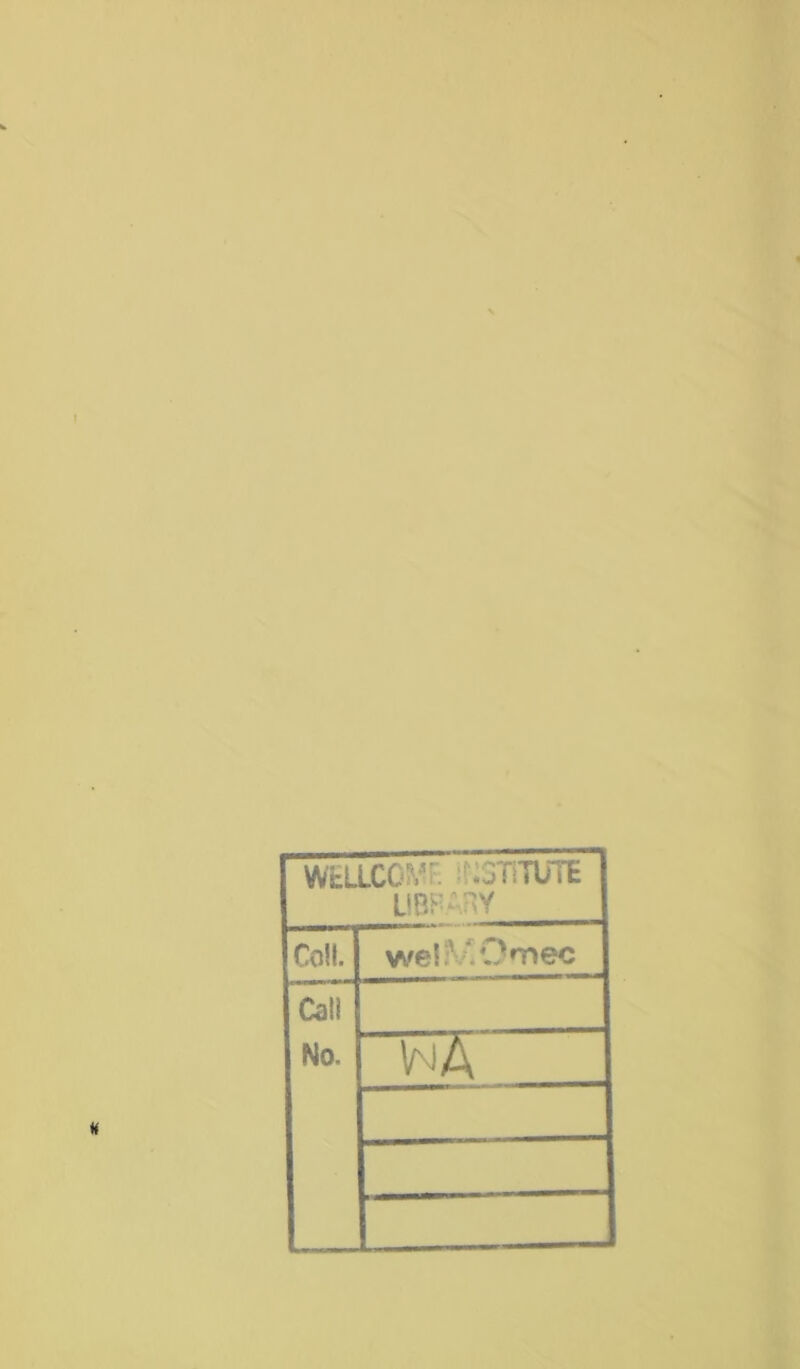 WELLCOME INSTITUTE
LIBRARY
Coll. welMOmec
Call
No. WA